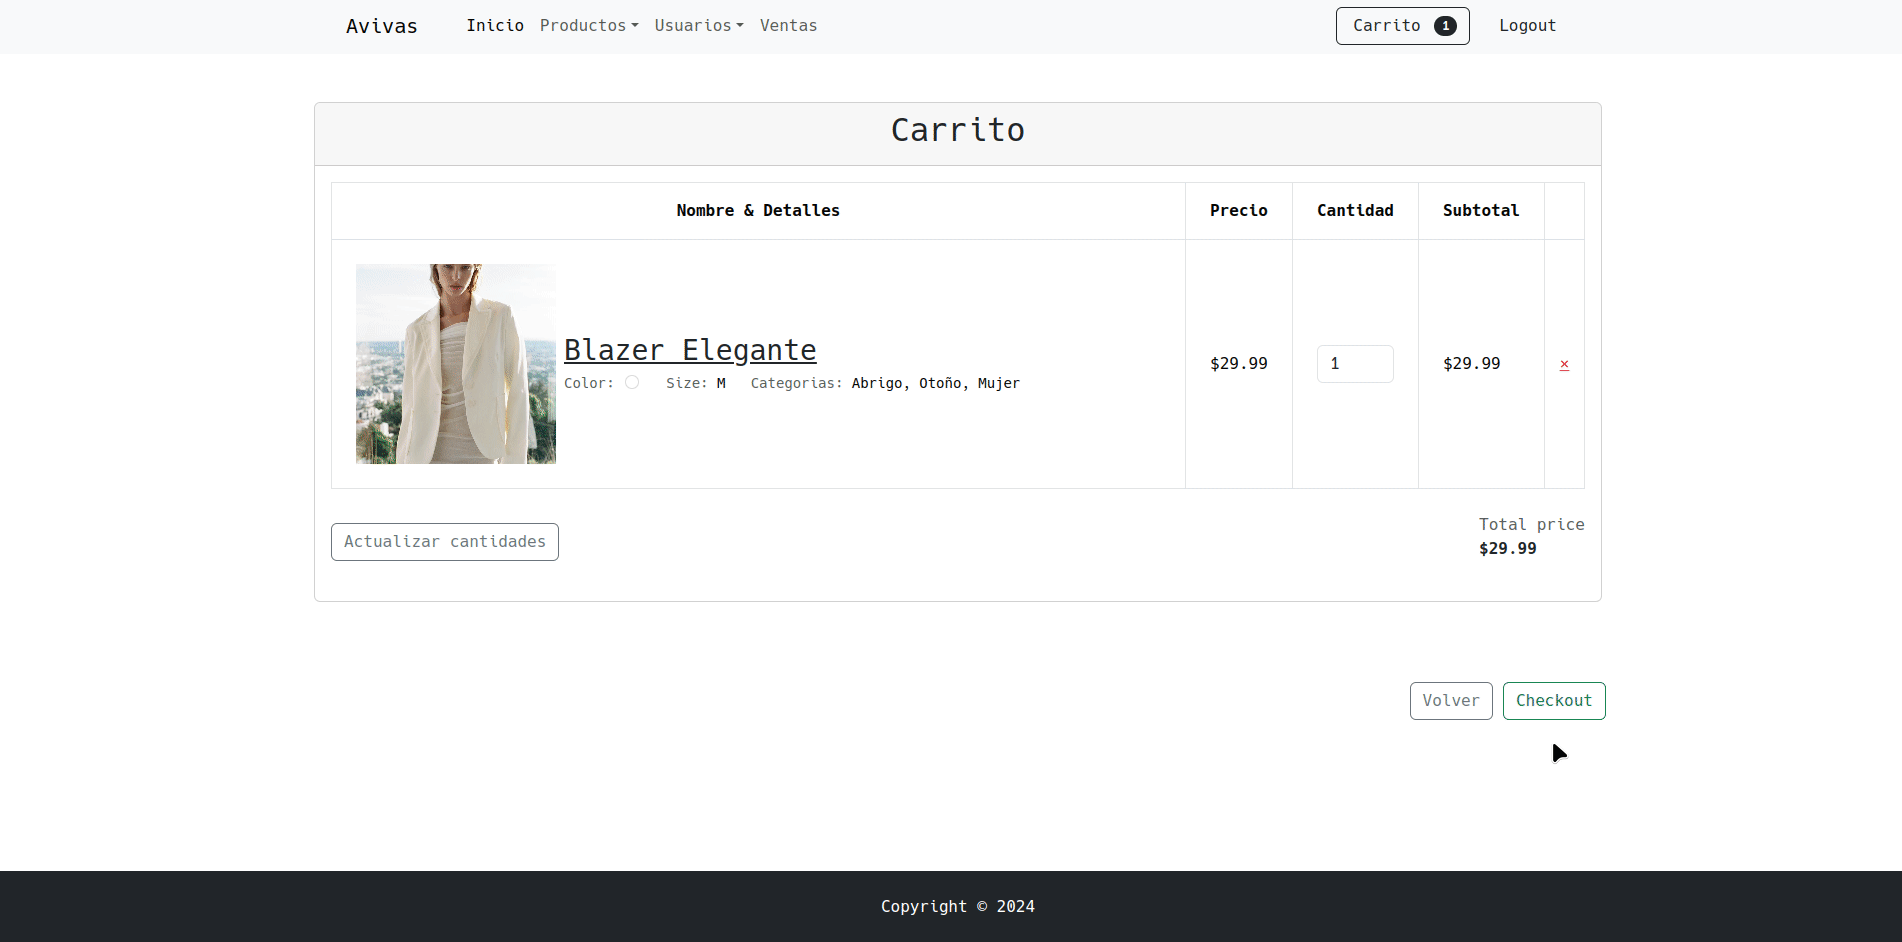 Avivas Inicio Productos Usuarios Ventas Carrito 1 Logout
Carrito
Nombre & Detalles Precio Cantidad Subtotal
Blazer Elegante
Color: Size: M Categorias: Abrigo, Otoño, Mujer
$29.99 1 $29.99 ×
Actualizar cantidades
Total price
$29.99
Volver Checkout
Copyright © 2024